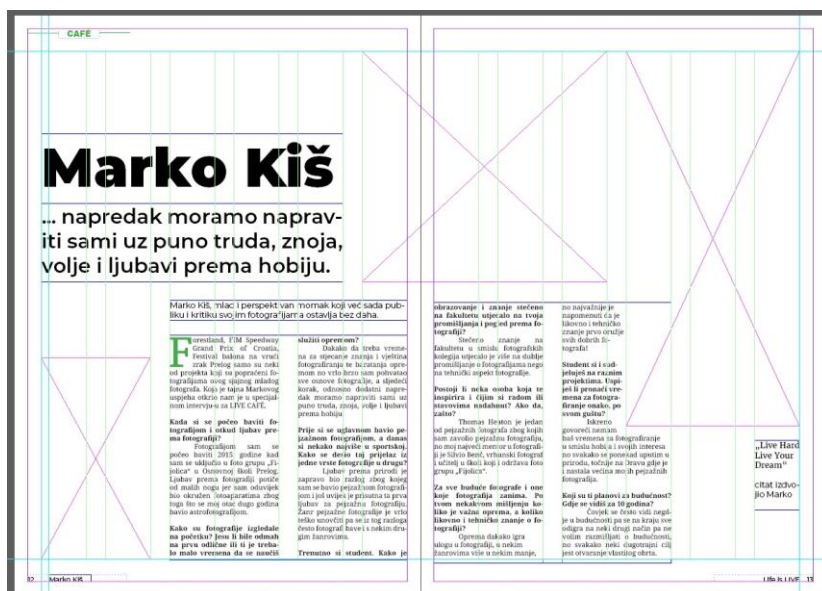 CAFÉ
Marko Kiš
... napredak moramo naprav-
iti sami uz puno truda, znoja,
volje i ljubavi prema hobiju.
Marko Kiš, mlad i perspektivan momak koji već sada pub-
liku i kritiku svojim fotografijama ostavlja bez daha.
Forestland, FIM Speedway
Grand Prix of Croatia,
Festival balona na vrući
zrak Prelog samo su neki
od projekta koji su popraćeni fo-
tografijama ovog sjajnog mladog
fotografa. Koja je tajna Markovog
uspjeha otkrio nam je u specijal-
nom intervju-u za LIVE CAFÉ.
Kada si se počeo baviti fo-
tografijom i otkud ljubav pre-
ma fotografiji?
Fotografijom sam se
počeo baviti 2015. godine kad
sam se uključio u foto grupu „Fi-
jolica“ u Osnovnoj školi Prelog.
Ljubav prema fotografiji potiče
od malih nogu jer sam oduvijek
bio okružen fotoaparatima zbog
toga što se moj otac dugo godina
bavio astrofotografijom.
Kako su fotografije izgledale
na početku? Jesu li bile odmah
na prvu odlične ili ti je treba-
lo malo vremena da se naučiš
služiti opremom?
Dakako da treba vreme-
na za stjecanje znanja i vještina
fotografiranja te baratanja opre-
mom no vrlo brzo sam pohvatao
sve osnove fotografije, a sljedeći
korak, odnosno dodatni napre-
dak moramo napraviti sami uz
puno truda, znoja, volje i ljubavi
prema hobiju.
Prije si se uglavnom bavio pe-
jzažnom fotografijom, a danas
si nekako najviše u sportskoj.
Kako se desio taj prijelaz iz
jedne vrste fotografije u drugu?
Ljubav prema prirodi je
zapravo bio razlog zbog kojeg
sam se bavio pejzažnom fotografi-
jom i još uvijek je prisutna ta prva
ljubav za pejzažnu fotografiju.
Žanr pejzažne fotografije je vrlo
teško unovčiti pa se iz tog razloga
često fotografi bave i s nekim dru-
gim žanrovima.
Trenutno si student. Kako je
obrazovanje i znanje stečeno
na fakultetu utjecalo na tvoja
promišljanja i pogled prema fo-
tografiji?
Stečeno znanje na
fakultetu u smislu fotografskih
kolegija utjecalo je više na dublje
promišljanje o fotografijama nego
na tehnički aspekt fotografije.
Postoji li neka osoba koja te
inspirira i čijim si radom ili
stavovima nadahnut? Ako da,
zašto?
Thomas Heaton je jedan
od pejzažnih fotografa zbog kojih
sam zavolio pejzažnu fotografiju,
no moj najveći mentor u fotografi-
ji je Silvio Berič, vrhunski fotograf
i učitelj u školi koji i održava foto
grupu „Fijolica“.
Za sve buduće fotografe i one
koje fotografija zanima. Po
tvom nekakvom mišljenju ko-
liko je važna oprema, a koliko
likovno i tehničko znanje o fo-
tografiji?
Oprema dakako igra
ulogu u fotografiji, u nekim
žanrovima više u nekim manje,
no najvažnije je
napomenuti da je
likovno i tehničko
znanje prvo oružje
svih dobrih fo-
tografa!
Student si i sud-
jeluješ na raznim
projektima. Uspi-
ješ li pronaći vre-
mena za fotogra-
firanje onako, po
svom guštu?
Iskreno
govoreći nemam
baš vremena za fotografiranje
u smislu hobija i svojih interesa
no svakako se ponekad uputim u
prirodu, točnije na Dravu gdje je
i nastala većina mojih pejzažnih
fotografija.
Koji su ti planovi za budućnost?
Gdje se vidiš za 10 godina?
Čovjek se često vidi negd-
je u budućnosti pa se na kraju sve
odigra na neki drugi način pa ne
volim razmišljati o budućnosti,
no svakako neki dugotrajni cilj
jest otvaranje vlastitog obrta.
„Live Hard
Live Your
Dream“
citat izdvo-
jio Marko
12 Marko Kiš
Life is LIVE 13